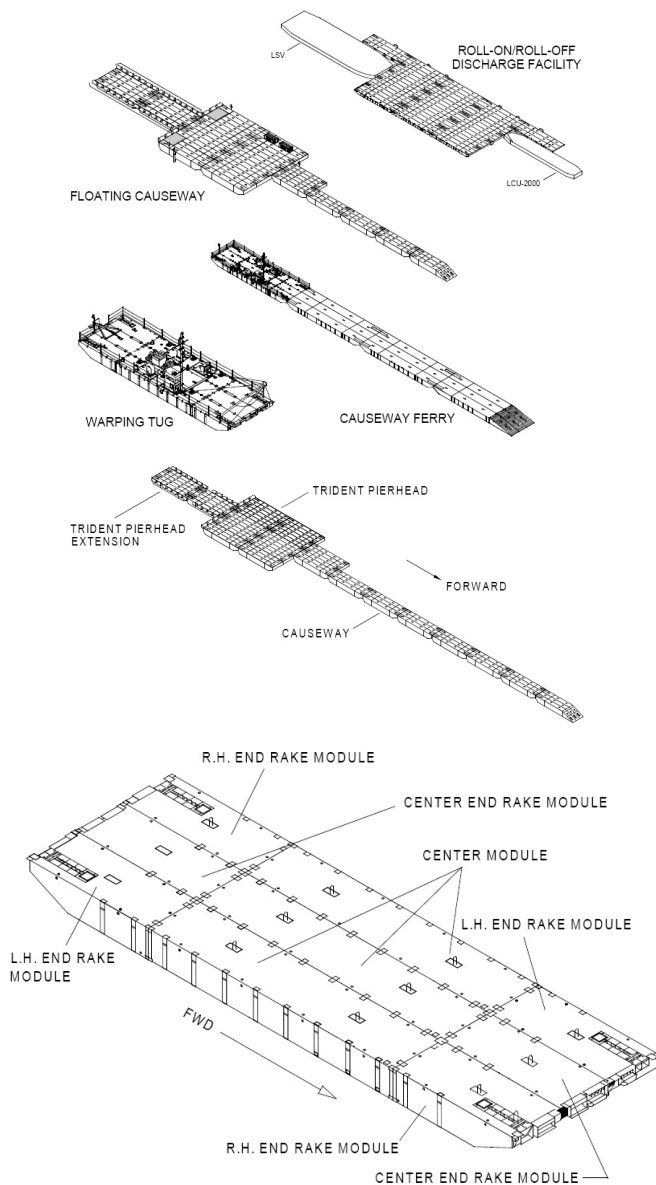 LSV
ROLL-ON/ROLL-OFF
DISCHARGE FACILITY
FLOATING CAUSEWAY
LCU-2000
WARPING TUG
CAUSEWAY FERRY
TRIDENT PIERHEAD
TRIDENT PIERHEAD
EXTENSION
FORWARD
CAUSEWAY
R.H. END RAKE MODULE
CENTER END RAKE MODULE
CENTER MODULE
L.H. END RAKE MODULE
L.H. END RAKE
MODULE
FWD
R.H. END RAKE MODULE
CENTER END RAKE MODULE